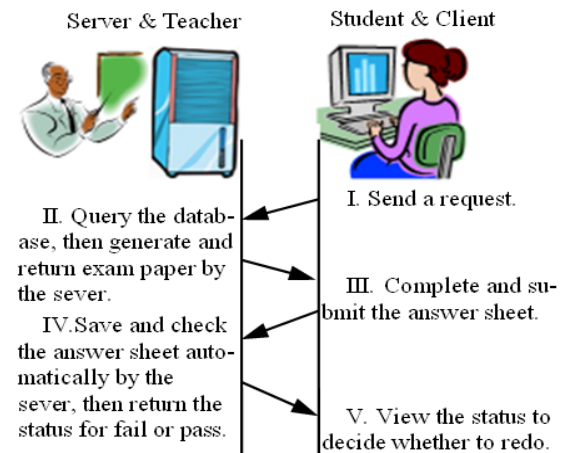 Server & Teacher
Student & Client
I. Send a request.
II. Query the datab-
ase, then generate and
return exam paper by
the sever.
III. Complete and su-
bmit the answer sheet.
IV.Save and check
the answer sheet auto-
matically by the
sever, then return the
status for fail or pass.
V. View the status to
decide whether to redo.